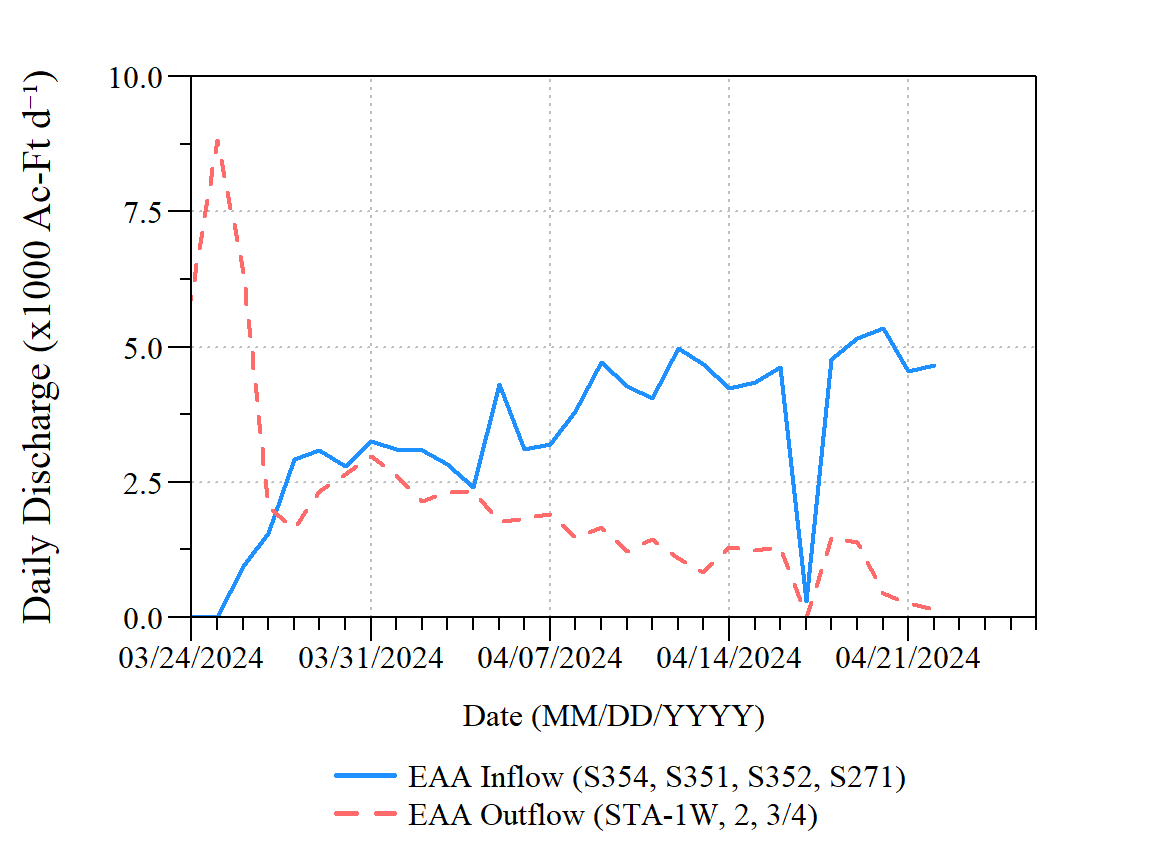 Daily Discharge (x1000 Ac-Ft d⁻¹)
10.0
7.5
5.0
2.5
0.0
03/24/2024 03/31/2024 04/07/2024 04/14/2024 04/21/2024
Date (MM/DD/YYYY)
EAA Inflow (S354, S351, S352, S271)
EAA Outflow (STA-1W, 2, 3/4)